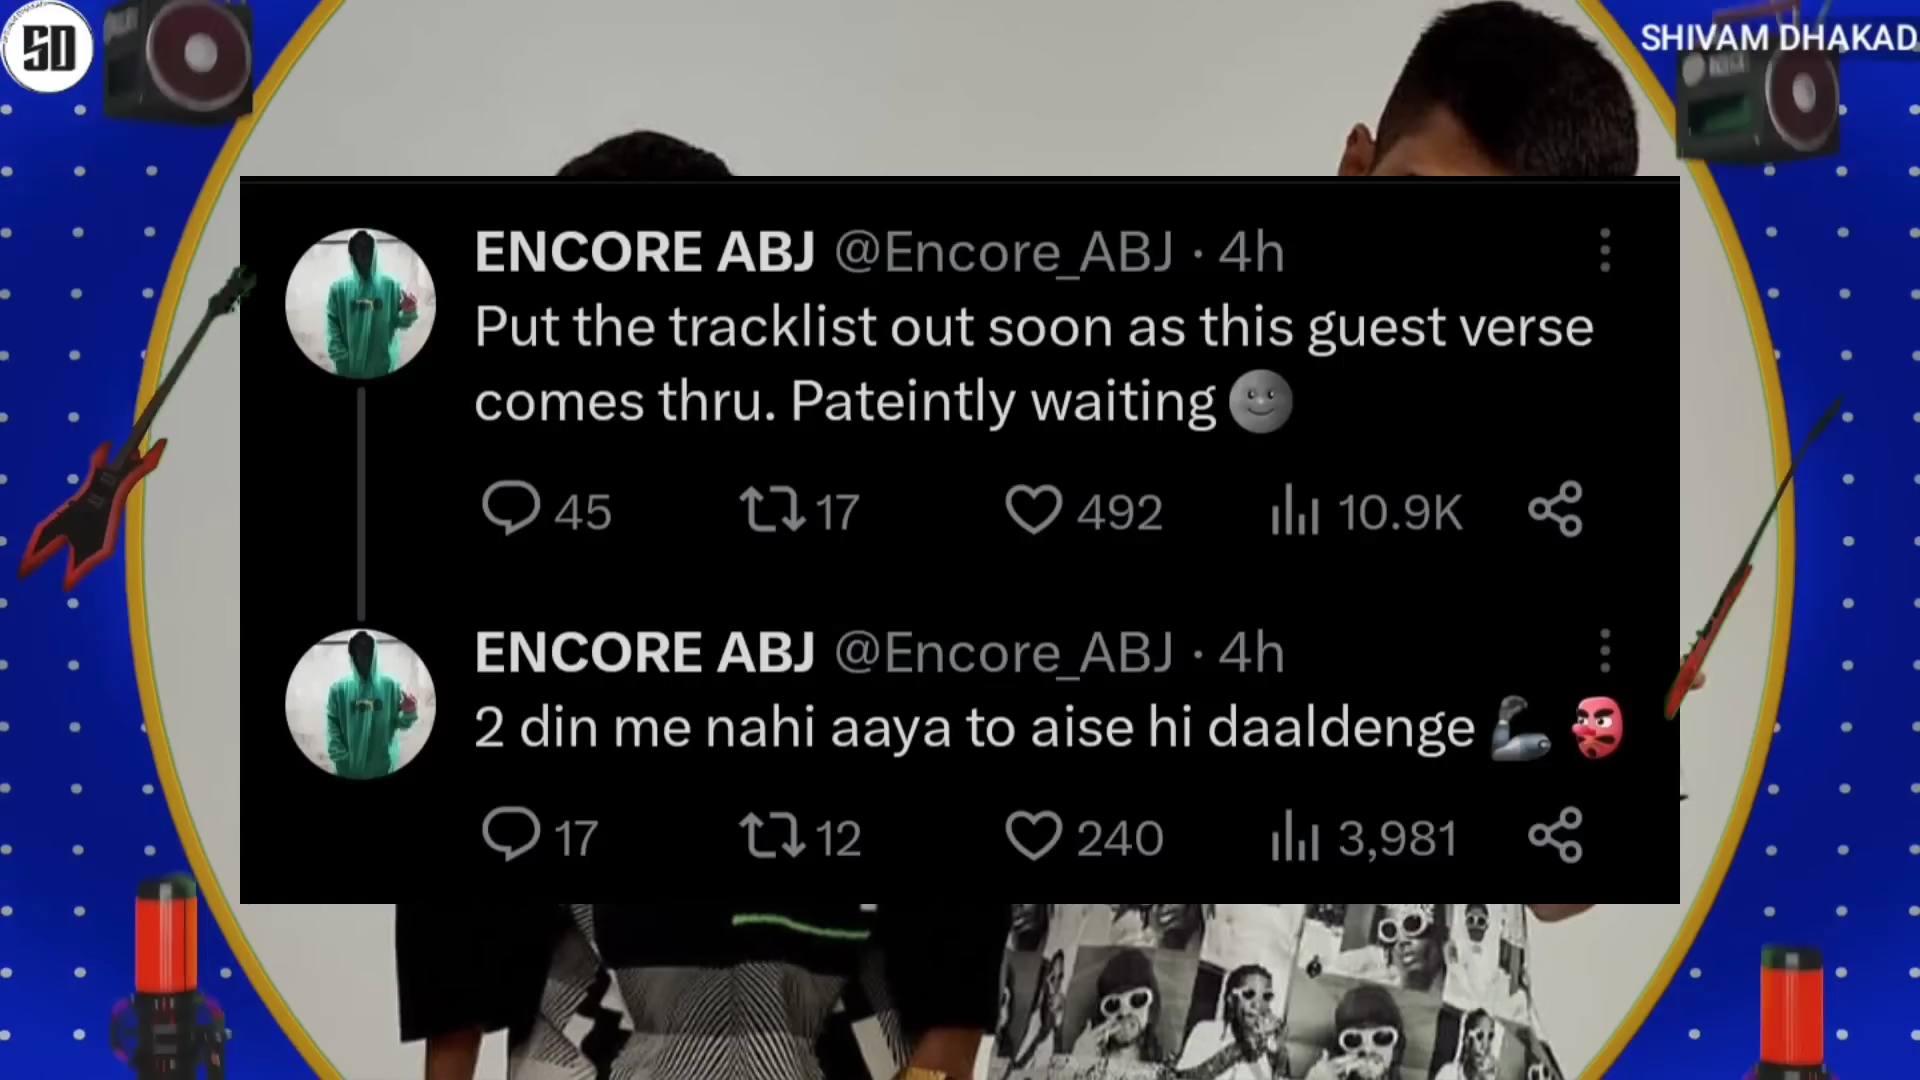 SD
SHIVAM DHAKAD
ENCORE ABJ @Encore_ABJ · 4h
Put the tracklist out soon as this guest verse
comes thru. Pateintly waiting 🌚
45 17 492 10.9K
ENCORE ABJ @Encore_ABJ · 4h
2 din me nahi aaya to aise hi daaldenge 🦾 👺
17 12 240 3,981